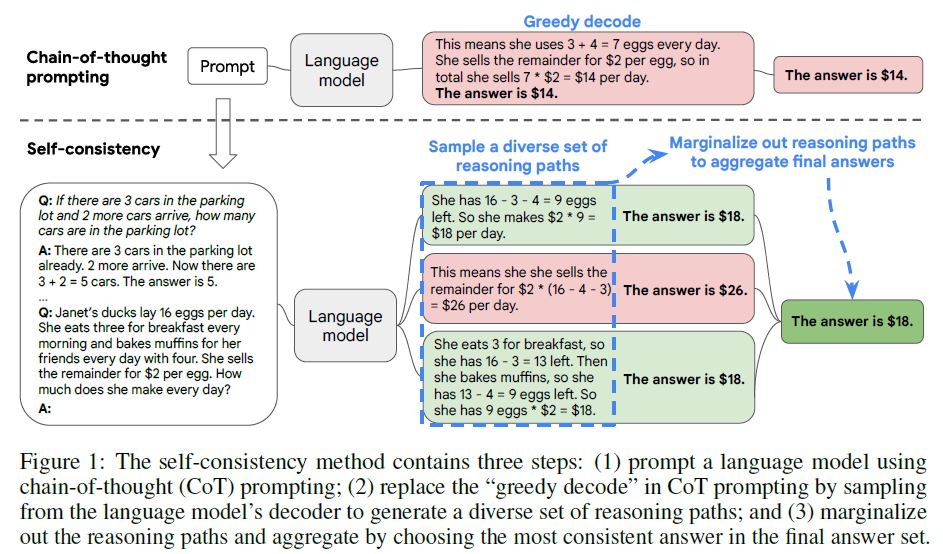 Greedy decode
Chain-of-thought
prompting
Prompt
Language
model
This means she uses 3 + 4 = 7 eggs every day.
She sells the remainder for $2 per egg, so in
total she sells 7 * $2 = $14 per day.
The answer is $14.
The answer is $14.
Self-consistency
Sample a diverse set of
reasoning paths
Marginalize out reasoning paths
to aggregate final answers
Q: If there are 3 cars in the parking
lot and 2 more cars arrive, how many
cars are in the parking lot?
A: There are 3 cars in the parking lot
already. 2 more arrive. Now there are
3 + 2 = 5 cars. The answer is 5.
...
Q: Janet's ducks lay 16 eggs per day.
She eats three for breakfast every
morning and bakes muffins for her
friends every day with four. She sells
the remainder for $2 per egg. How
much does she make every day?
A:
Language
model
She has 16 - 3 - 4 = 9 eggs
left. So she makes $2 * 9 =
$18 per day.
The answer is $18.
This means she she sells the
remainder for $2 * (16 - 4 - 3)
= $26 per day.
The answer is $26.
She eats 3 for breakfast, so
she has 16 - 3 = 13 left. Then
she bakes muffins, so she
has 13 - 4 = 9 eggs left. So
she has 9 eggs * $2 = $18.
The answer is $18.
The answer is $18.
Figure 1: The self-consistency method contains three steps: (1) prompt a language model using
chain-of-thought (CoT) prompting; (2) replace the “greedy decode” in CoT prompting by sampling
from the language model’s decoder to generate a diverse set of reasoning paths; and (3) marginalize
out the reasoning paths and aggregate by choosing the most consistent answer in the final answer set.